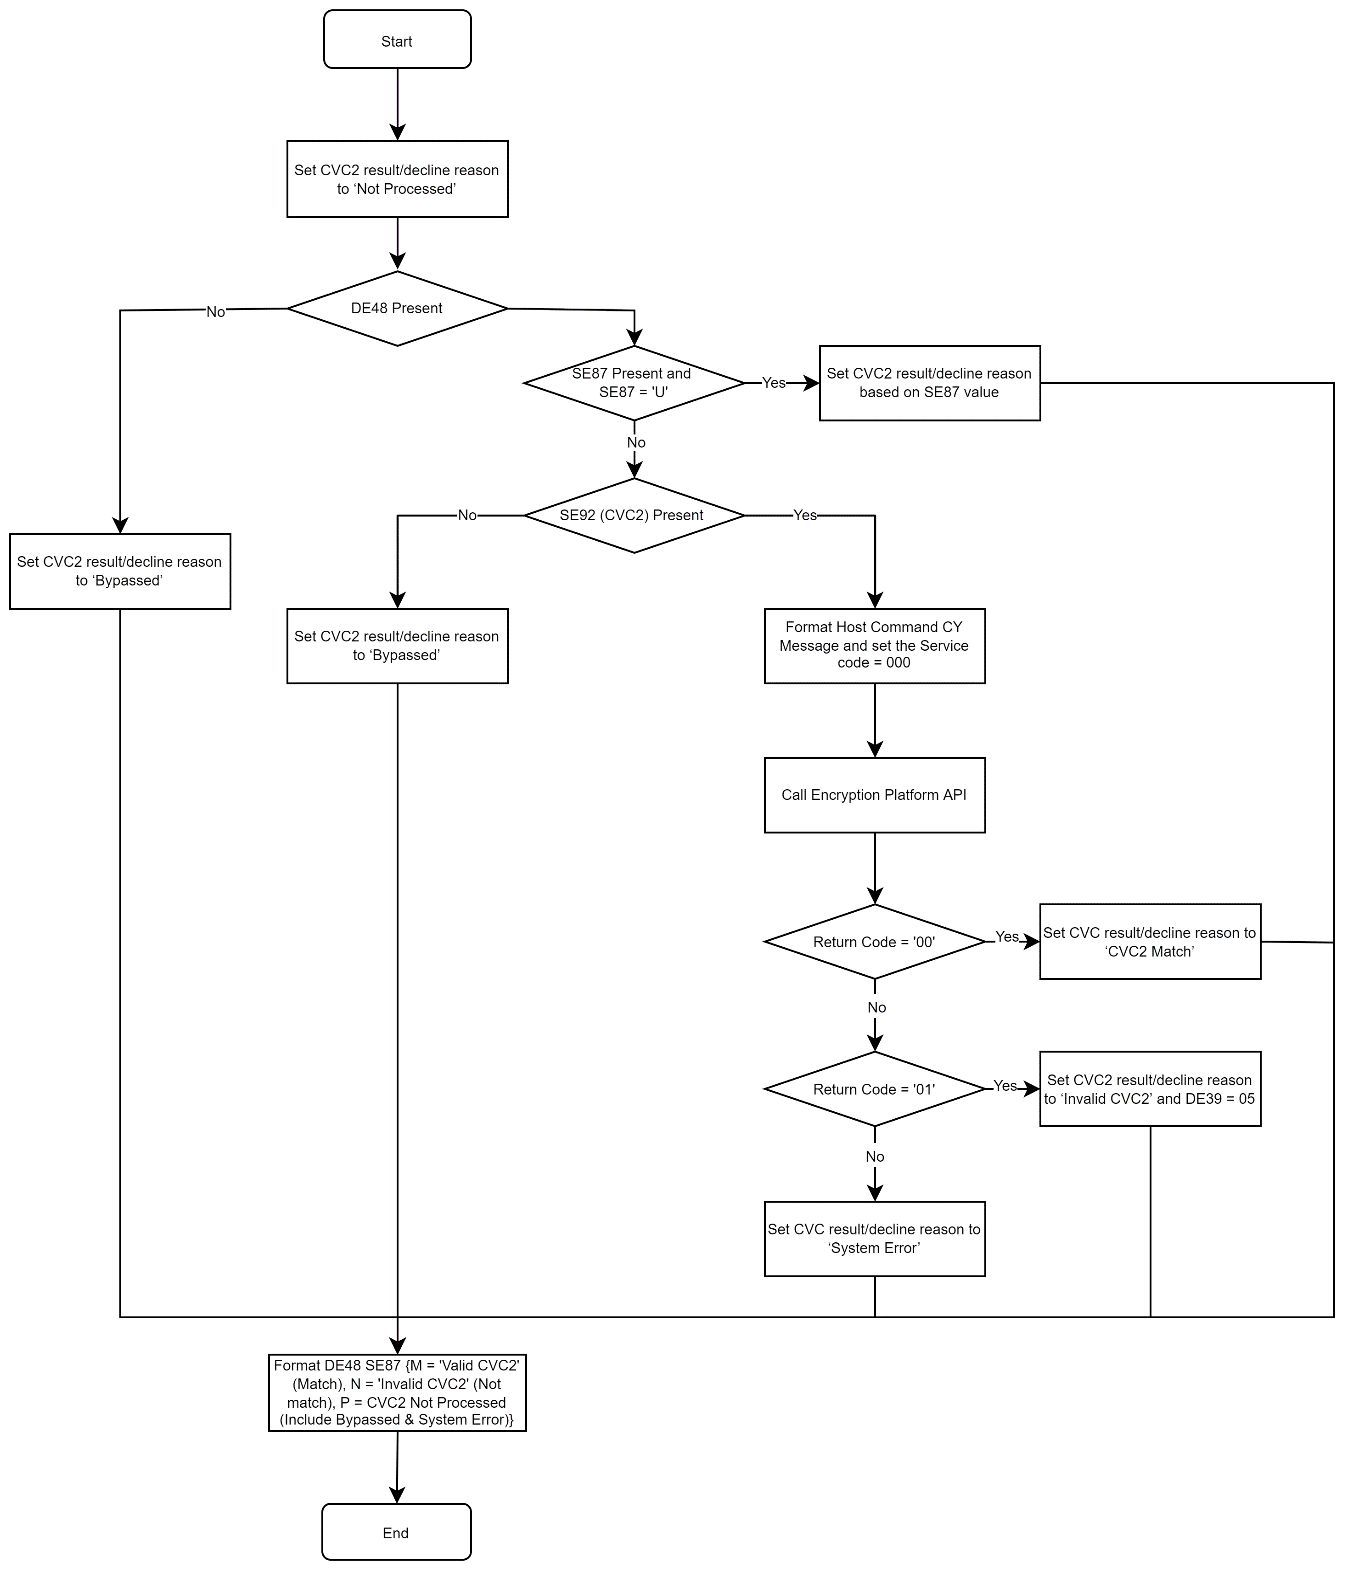 Start
Set CVC2 result/decline reason
to ‘Not Processed’
DE48 Present
No
SE87 Present and
SE87 = 'U'
Yes
Set CVC2 result/decline reason
based on SE87 value
No
SE92 (CVC2) Present
No
Yes
Set CVC2 result/decline reason
to ‘Bypassed’
Set CVC2 result/decline reason
to ‘Bypassed’
Format Host Command CY
Message and set the Service
code = 000
Call Encryption Platform API
Return Code = '00'
Yes
Set CVC result/decline reason to
‘CVC2 Match’
No
Return Code = '01'
Yes
Set CVC2 result/decline reason
to ‘Invalid CVC2’ and DE39 = 05
No
Set CVC result/decline reason to
‘System Error’
Format DE48 SE87 {M = 'Valid CVC2'
(Match), N = 'Invalid CVC2' (Not
match), P = CVC2 Not Processed
(Include Bypassed & System Error)}
End